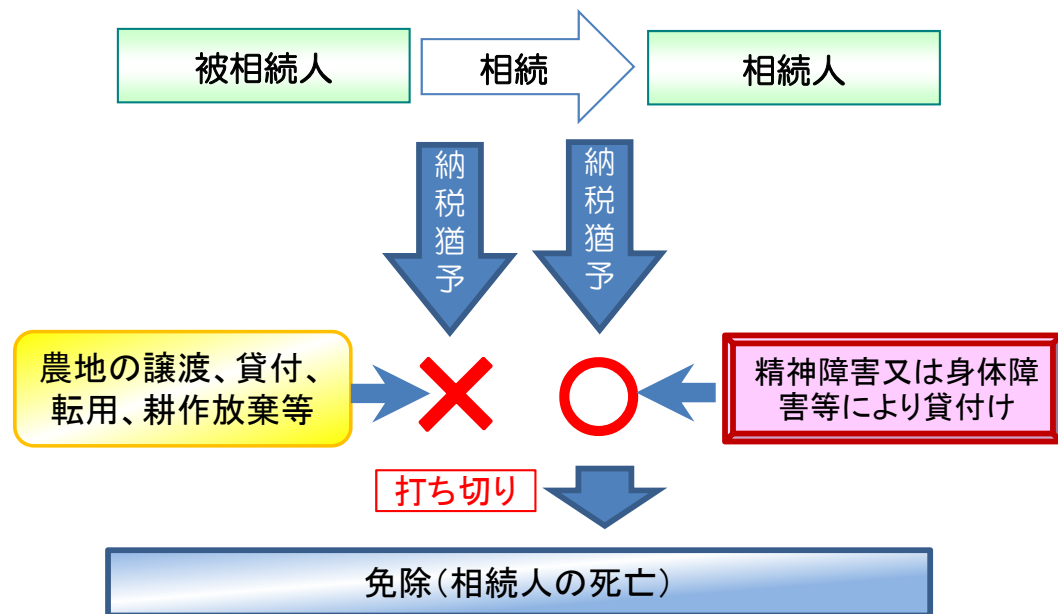 被相続人
相続
相続人
納税猶予
納税猶予
農地の譲渡、貸付、
転用、耕作放棄等
精神障害又は身体障
害等により貸付け
打ち切り
免除(相続人の死亡)